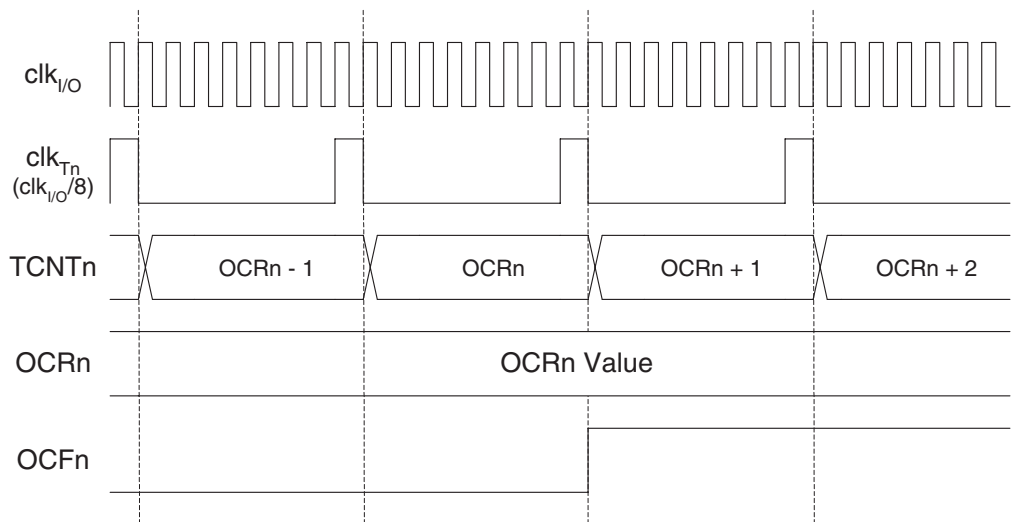 clkI/O
clkTn
(clkI/O/8)
TCNTn
OCRn - 1
OCRn
OCRn + 1
OCRn + 2
OCRn
OCRn Value
OCFn